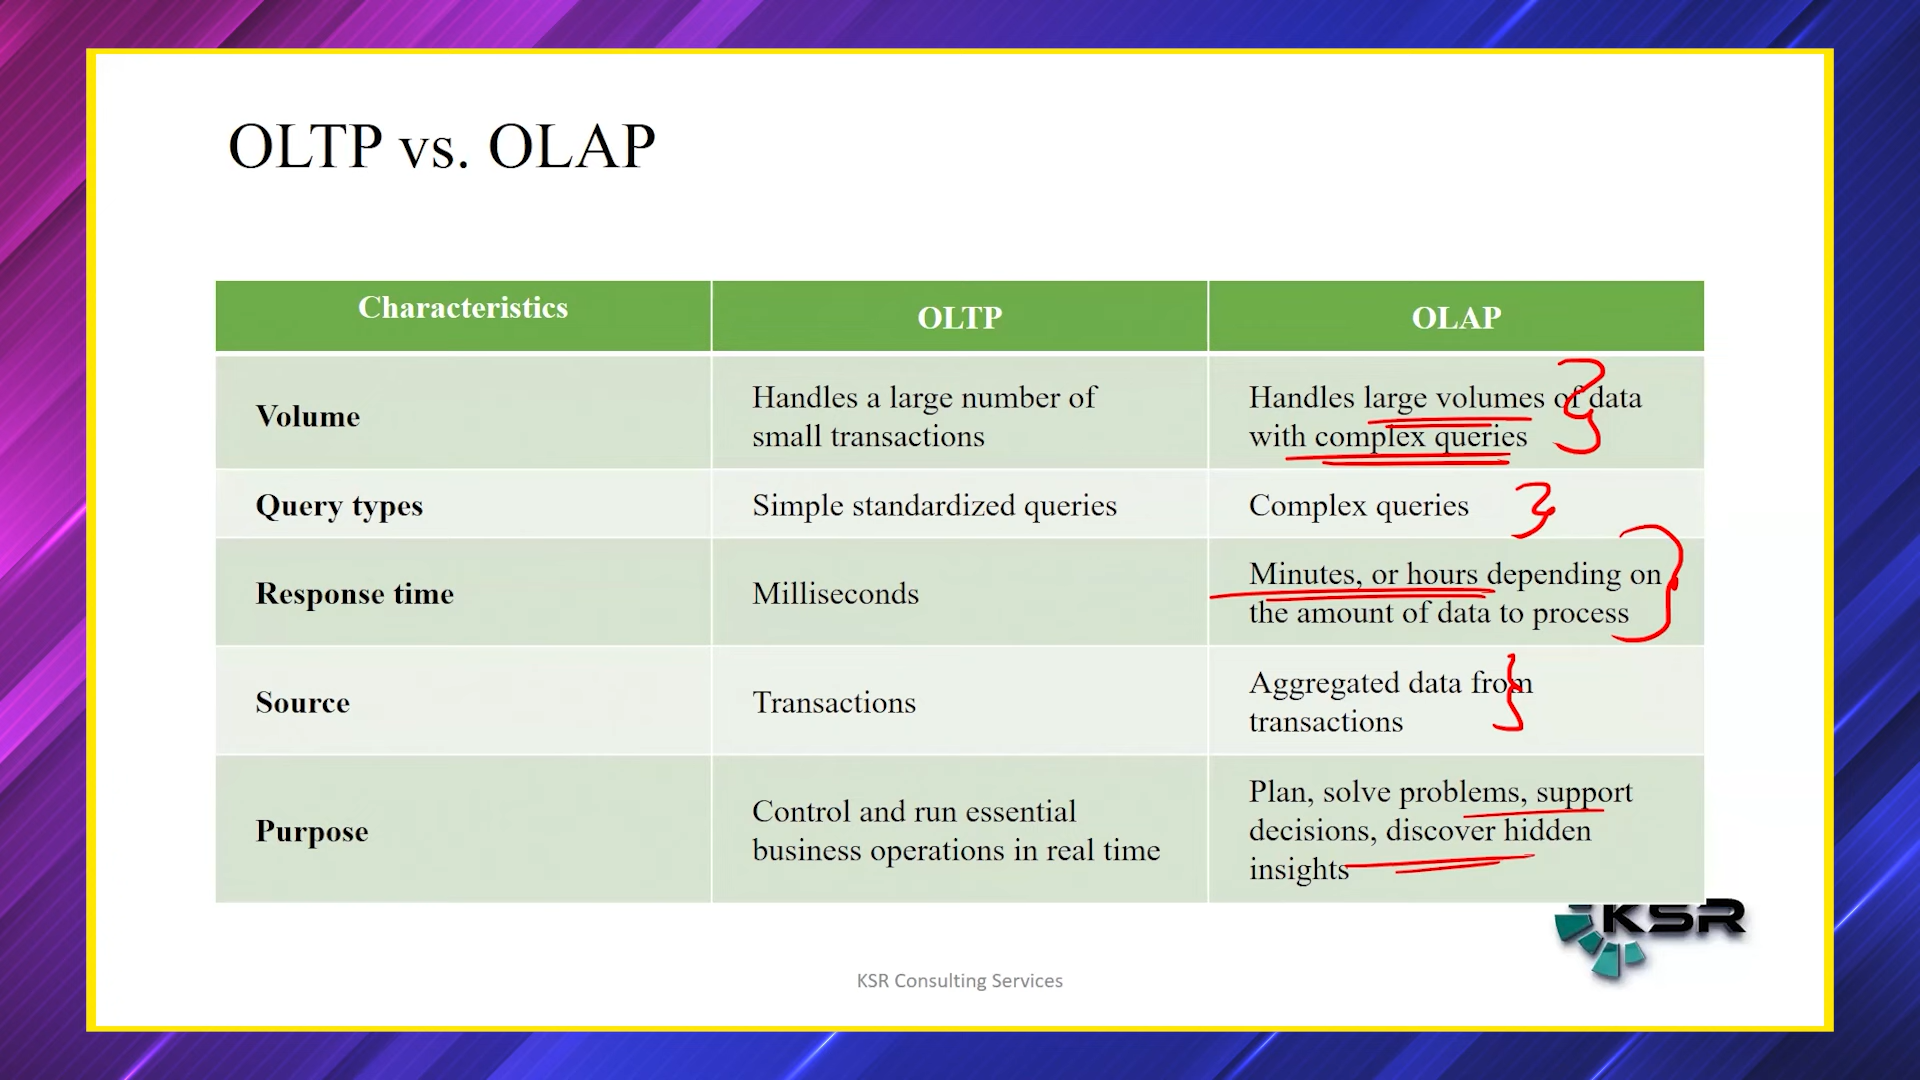 OLTP vs. OLAP
Characteristics
OLTP
OLAP
Volume
Handles a large number of
small transactions
Handles large volumes of data
with complex queries
Query types
Simple standardized queries
Complex queries
Response time
Milliseconds
Minutes, or hours depending on
the amount of data to process
Source
Transactions
Aggregated data from
transactions
Purpose
Control and run essential
business operations in real time
Plan, solve problems, support
decisions, discover hidden
insights
KSR
KSR Consulting Services